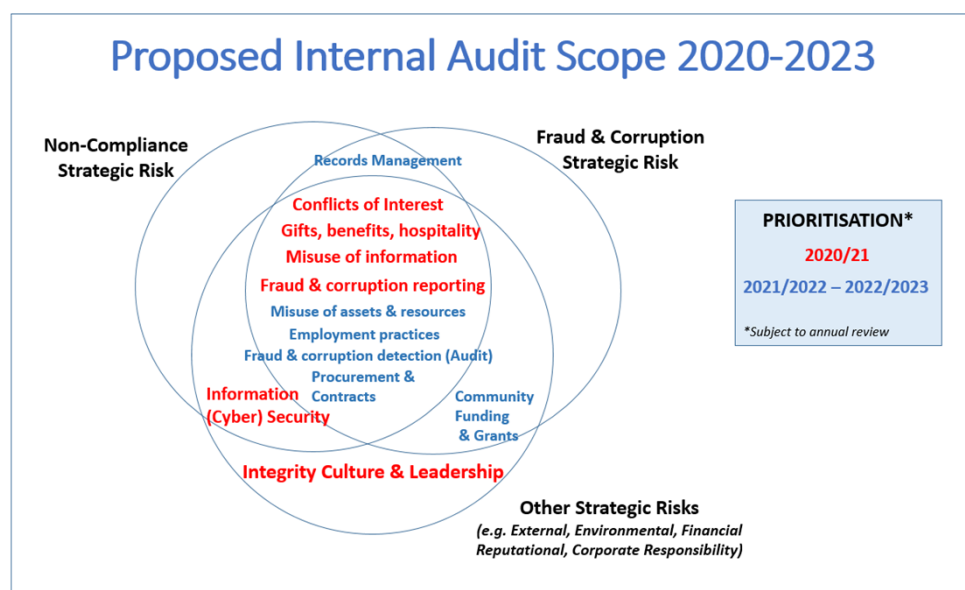 Proposed Internal Audit Scope 2020-2023
Non-Compliance
Strategic Risk
Fraud & Corruption
Strategic Risk
Records Management
Conflicts of Interest
Gifts, benefits, hospitality
Misuse of information
Fraud & corruption reporting
Misuse of assets & resources
Employment practices
Fraud & corruption detection (Audit)
Procurement &
Contracts
Information
(Cyber) Security
Community
Funding
& Grants
Integrity Culture & Leadership
Other Strategic Risks
(e.g. External, Environmental, Financial
Reputational, Corporate Responsibility)
PRIORITISATION*
2020/21
2021/2022 – 2022/2023
*Subject to annual review